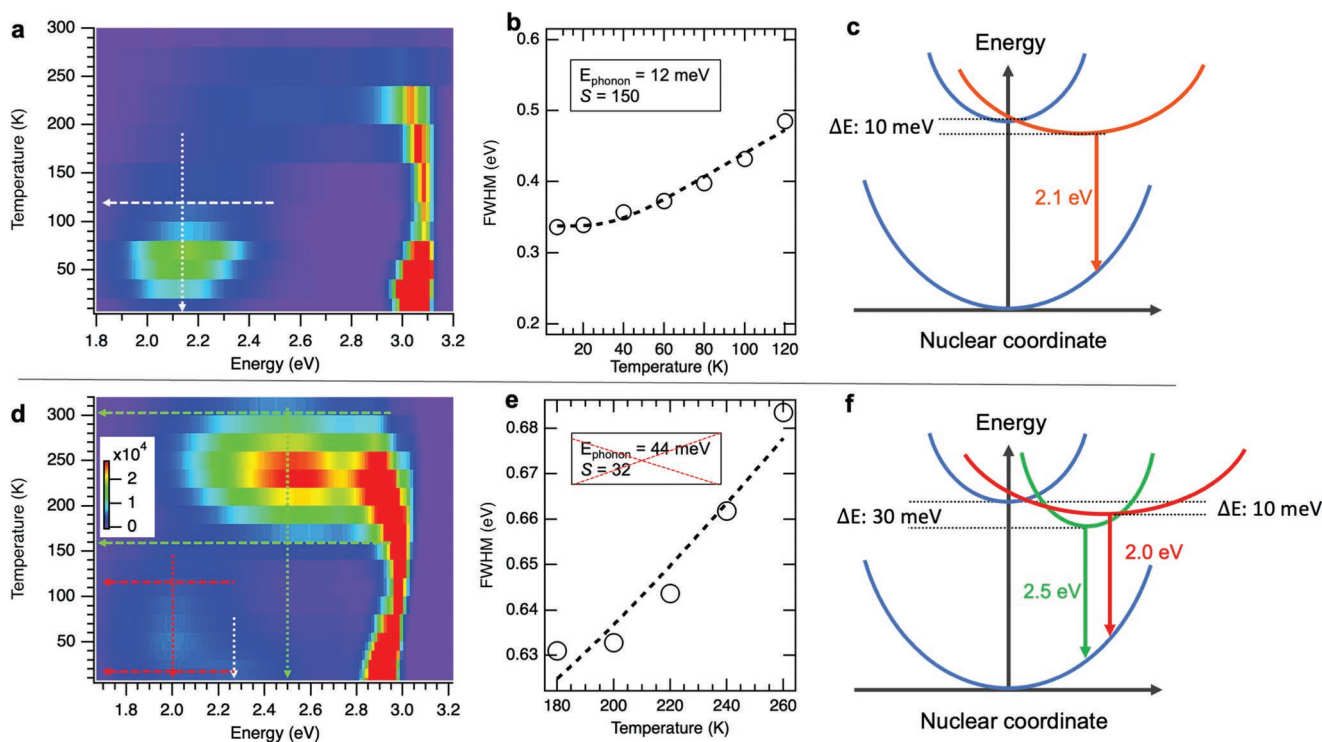 a
300
250
200
150
100
50
Temperature (K)
1.8 2.0 2.2 2.4 2.6 2.8 3.0 3.2
Energy (eV)
b
0.6
0.5
0.4
0.3
0.2
FWHM (eV)
E_phonon = 12 meV
S = 150
0 20 40 60 80 100 120
Temperature (K)
c
Energy
ΔE: 10 meV
2.1 eV
Nuclear coordinate
d
300
250
200
150
100
50
Temperature (K)
x10^4
2
1
0
1.8 2.0 2.2 2.4 2.6 2.8 3.0 3.2
Energy (eV)
e
0.68
0.67
0.66
0.65
0.64
0.63
FWHM (eV)
E_phonon = 44 meV
S = 32
180 200 220 240 260
Temperature (K)
f
Energy
ΔE: 30 meV
ΔE: 10 meV
2.5 eV
2.0 eV
Nuclear coordinate